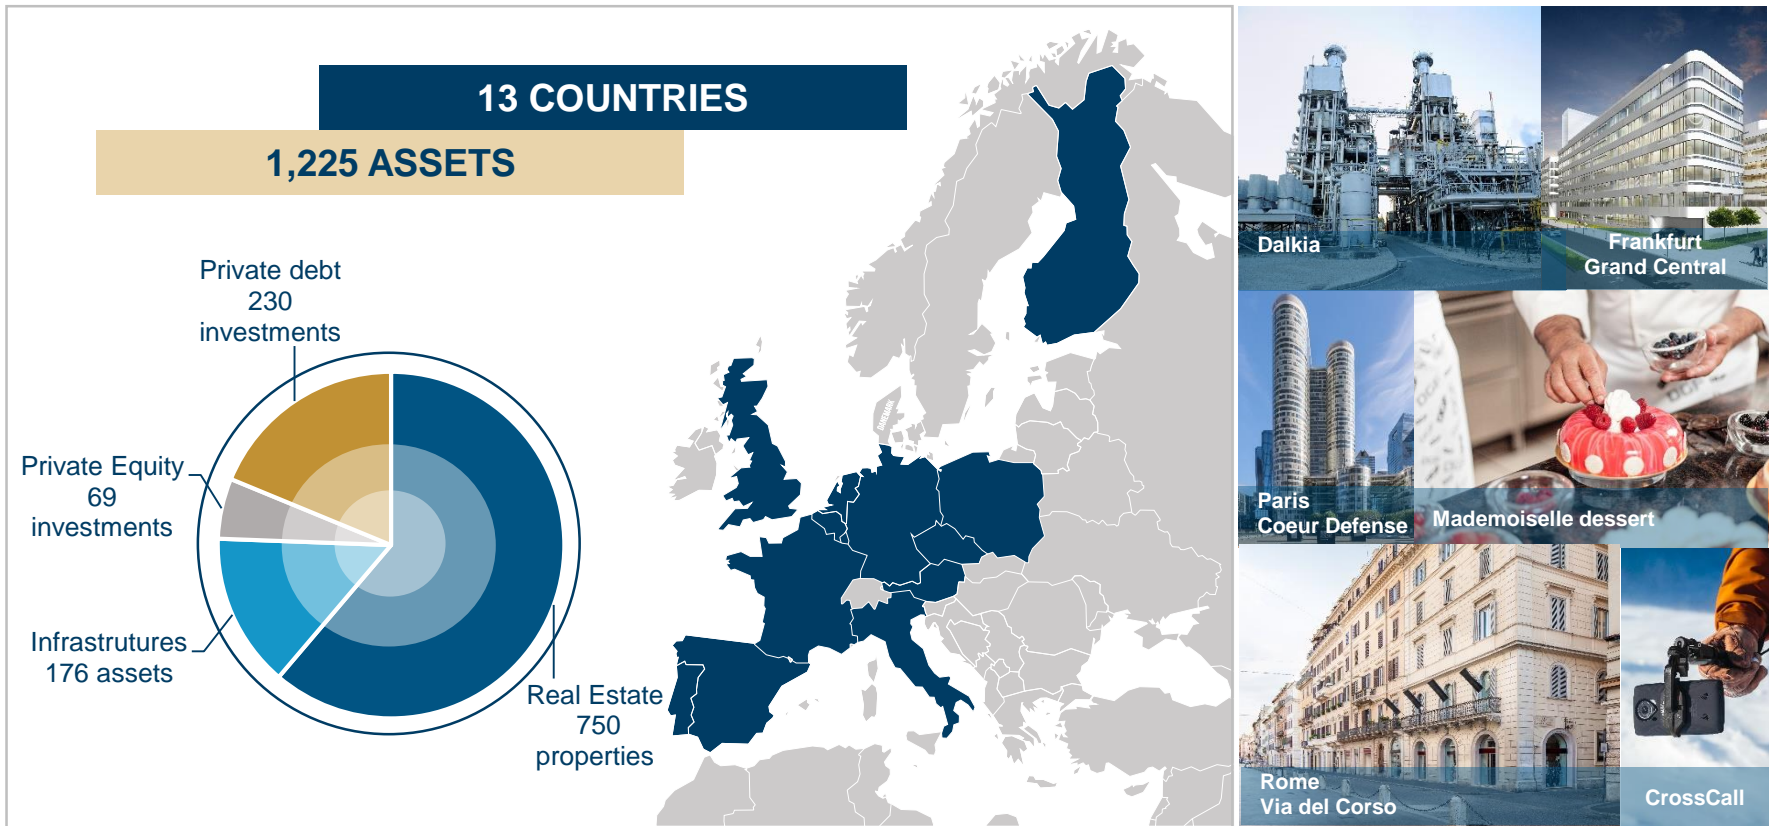 13 COUNTRIES
1,225 ASSETS
Private debt
230
investments
Private Equity
69
investments
Infrastrutures
176 assets
Real Estate
750
properties
DANEMARK
Dalkia
Frankfurt
Grand Central
Paris
Coeur Defense
Mademoiselle dessert
Rome
Via del Corso
CrossCall